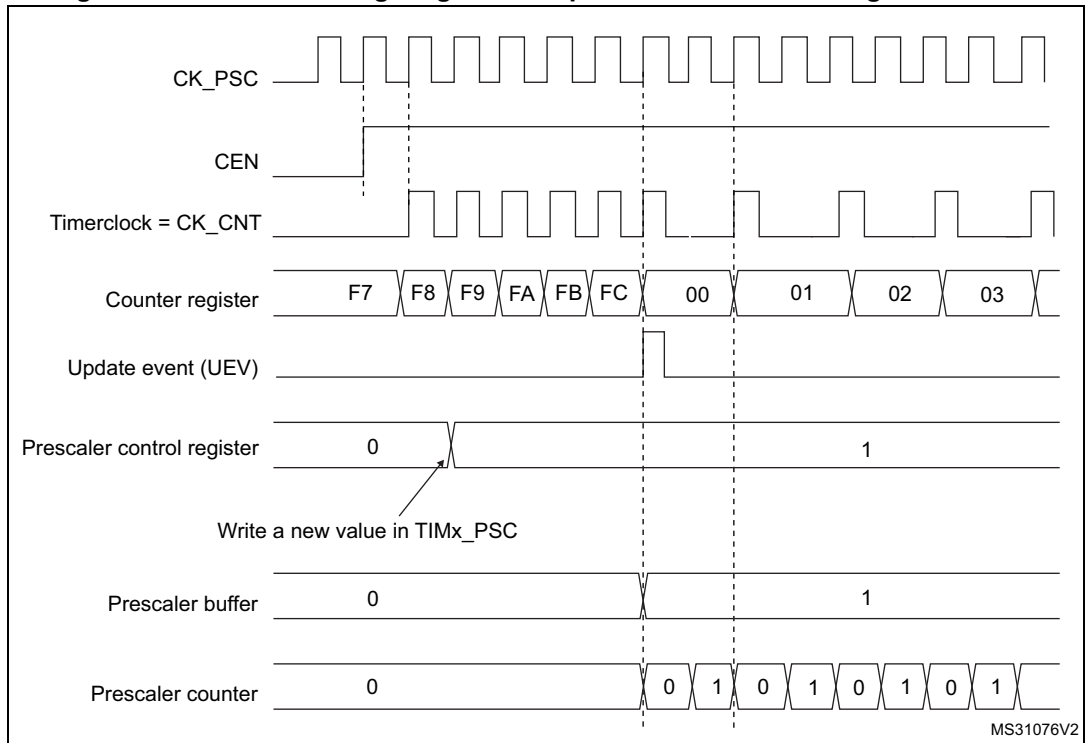 CK_PSC
CEN
Timerclock = CK_CNT
Counter register F7 F8 F9 FA FB FC 00 01 02 03
Update event (UEV)
Prescaler control register 0 1
Write a new value in TIMx_PSC
Prescaler buffer 0 1
Prescaler counter 0 0 1 0 1 0 1 0 1
MS31076V2